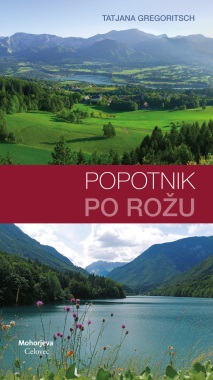 TATJANA GREGORITSCH
POPOTNIK
PO ROŽU
Mohorjeva
Celovec